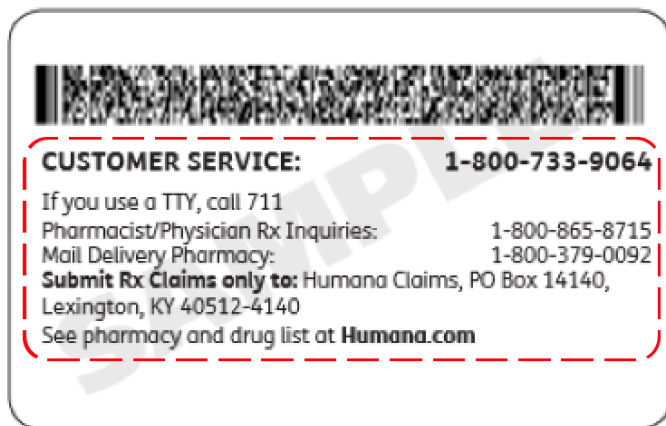 SAMPLE
CUSTOMER SERVICE: 1-800-733-9064
If you use a TTY, call 711
Pharmacist/Physician Rx Inquiries: 1-800-865-8715
Mail Delivery Pharmacy: 1-800-379-0092
Submit Rx Claims only to: Humana Claims, PO Box 14140,
Lexington, KY 40512-4140
See pharmacy and drug list at Humana.com